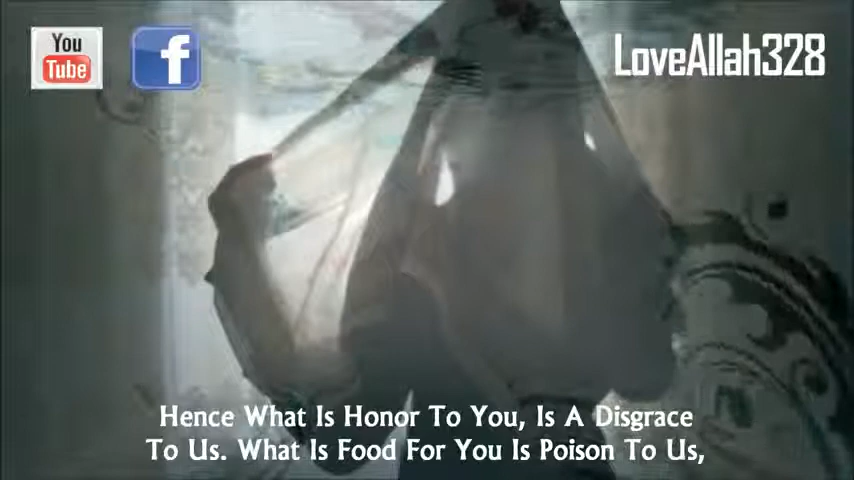 You
Tube
f
LoveAllah328
Hence What Is Honor To You, Is A Disgrace
To Us. What Is Food For You Is Poison To Us,